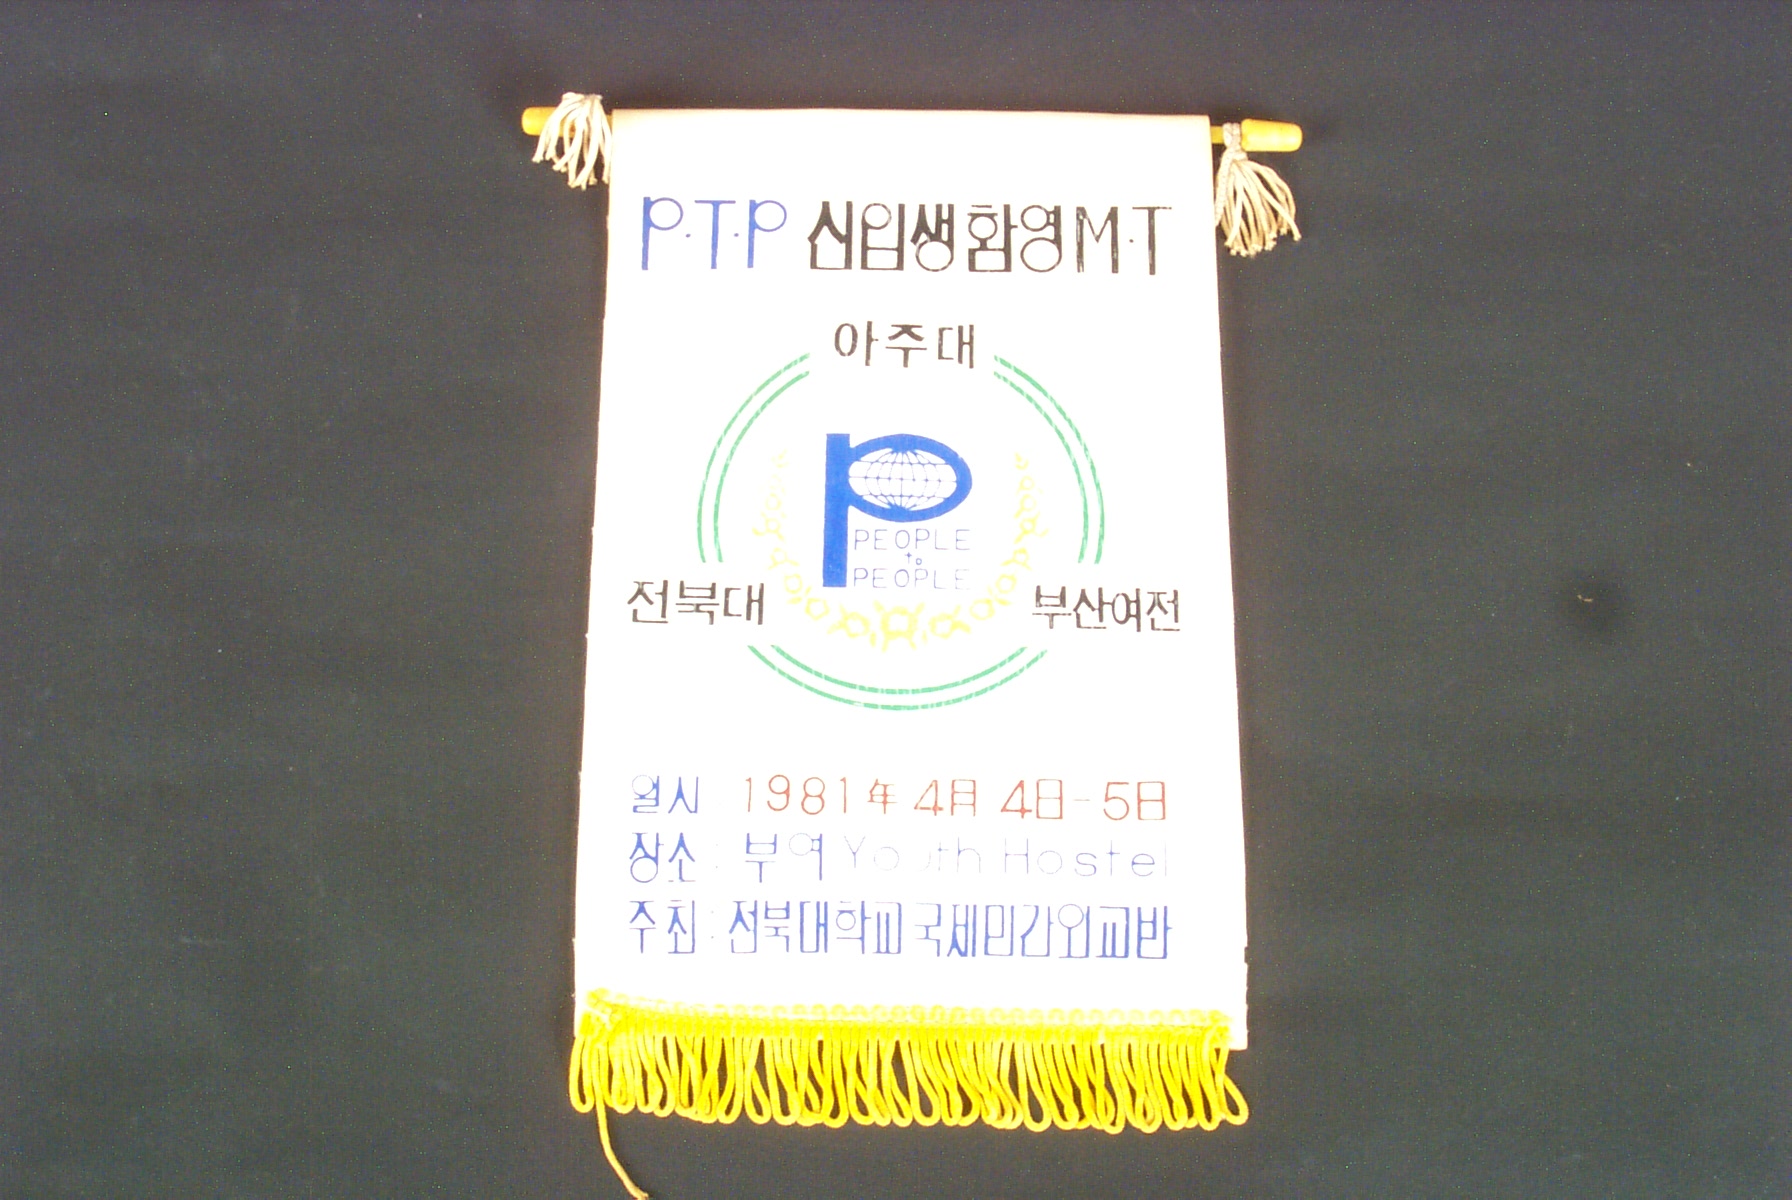 P.T.P 신입생 환영 M.T
아주대
PEOPLE
to
PEOPLE
전북대
부산여전
일시 1981年 4月 4日-5日
장소 : 부여 Youth Hostel
주최 : 전북대학교 국제민간외교반